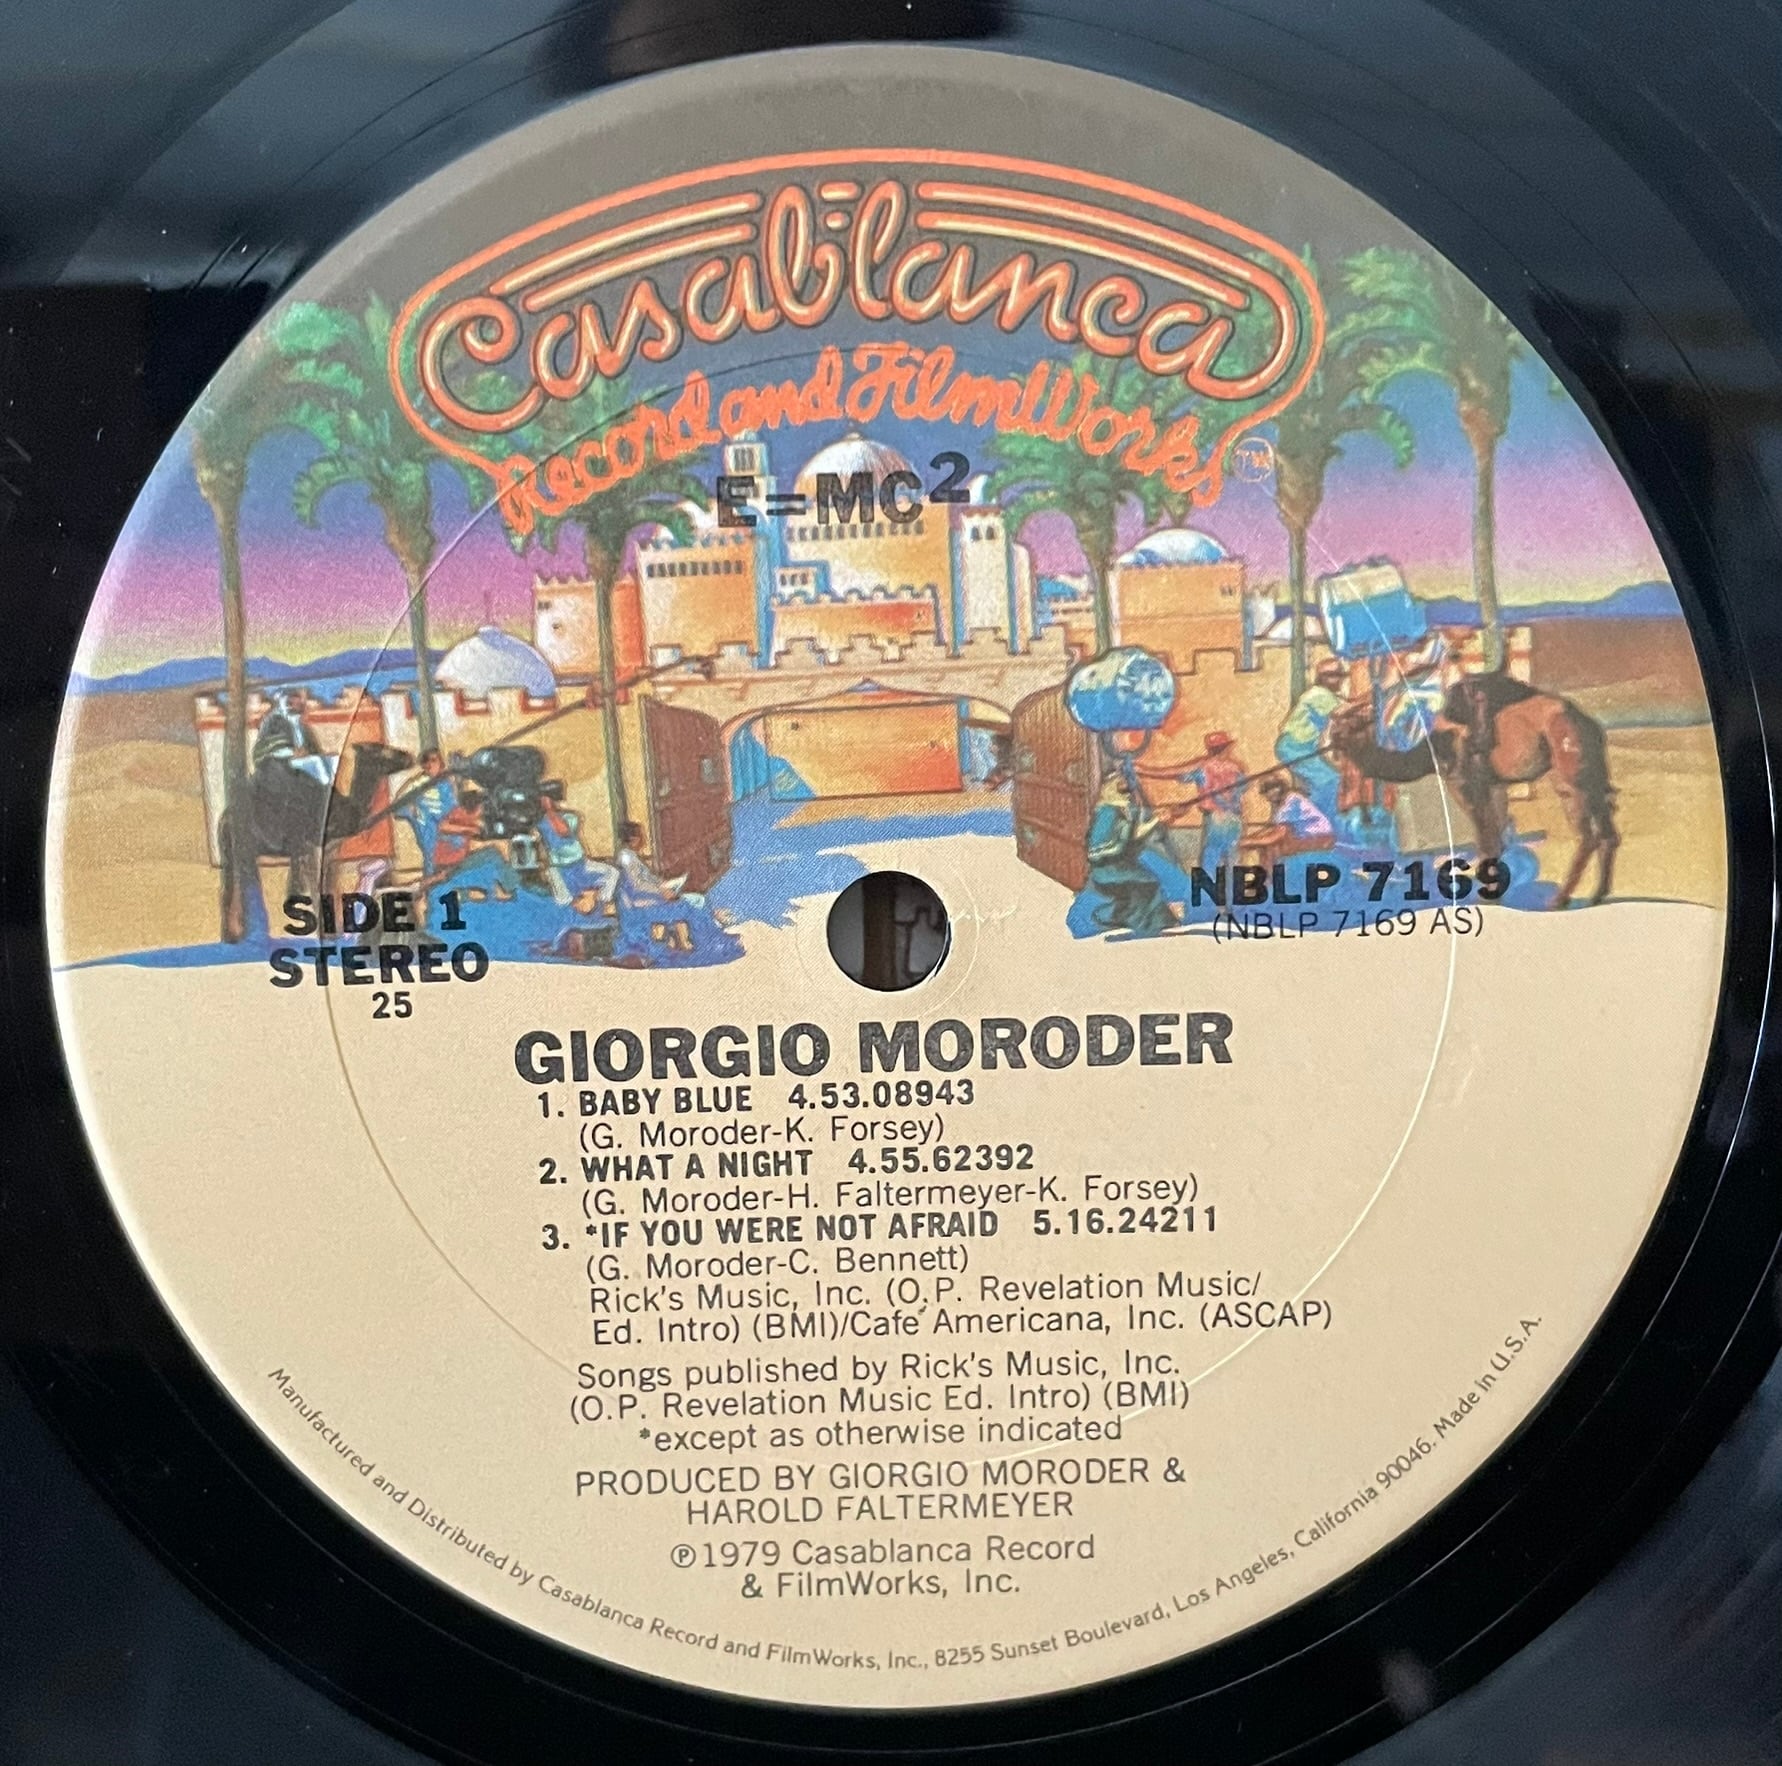 Casablanca
Record and FilmWorks TM
E=MC²
SIDE 1
STEREO
25
NBLP 7169
(NBLP 7169 AS)
GIORGIO MORODER
1. BABY BLUE 4.53.08943
(G. Moroder-K. Forsey)
2. WHAT A NIGHT 4.55.62392
(G. Moroder-H. Faltermeyer-K. Forsey)
3. *IF YOU WERE NOT AFRAID 5.16.24211
(G. Moroder-C. Bennett)
Rick's Music, Inc. (O.P. Revelation Music/
Ed. Intro) (BMI)/Café Americana, Inc. (ASCAP)
Songs published by Rick's Music, Inc.
(O.P. Revelation Music Ed. Intro) (BMI)
*except as otherwise indicated
PRODUCED BY GIORGIO MORODER &
HAROLD FALTERMEYER
℗1979 Casablanca Record
& FilmWorks, Inc.
Manufactured and Distributed by Casablanca Record and FilmWorks, Inc., 8255 Sunset Boulevard, Los Angeles, California 90046. Made in U.S.A.